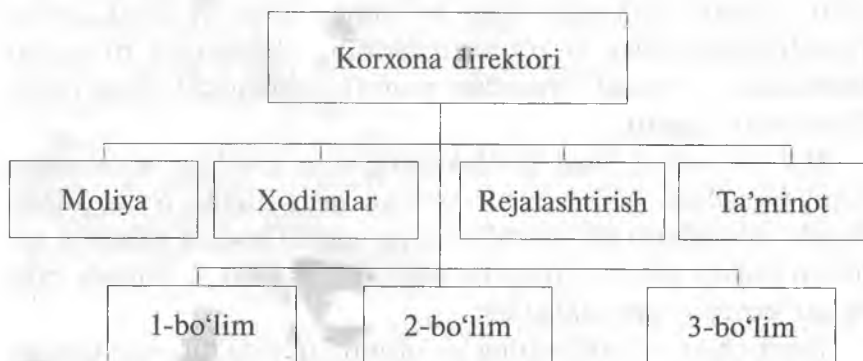 Korxona direktori
Moliya
Xodimlar
Rejalashtirish
Ta’minot
1-bo‘lim
2-bo‘lim
3-bo‘lim